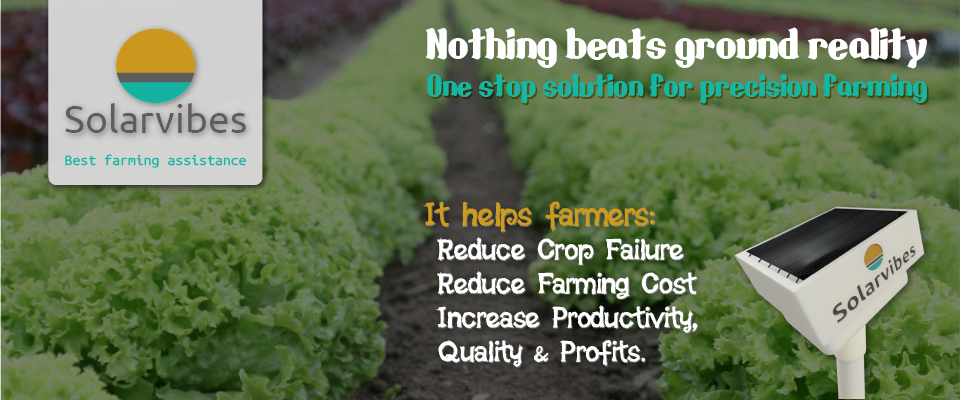 Solarvibes
Best farming assistance
Nothing beats ground reality
One stop solution for precision farming
It helps farmers:
Reduce Crop Failure
Reduce Farming Cost
Increase Productivity,
Quality & Profits.
Solarvibes